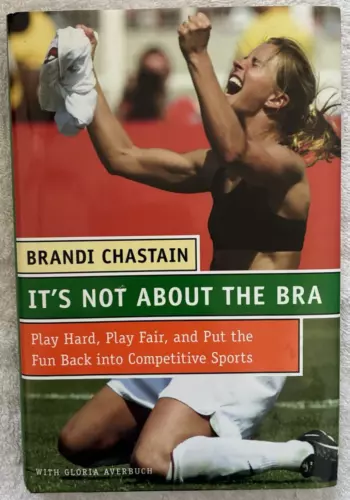 BRANDI CHASTAIN
IT'S NOT ABOUT THE BRA
Play Hard, Play Fair, and Put the
Fun Back into Competitive Sports
WITH GLORIA AVERBUCH